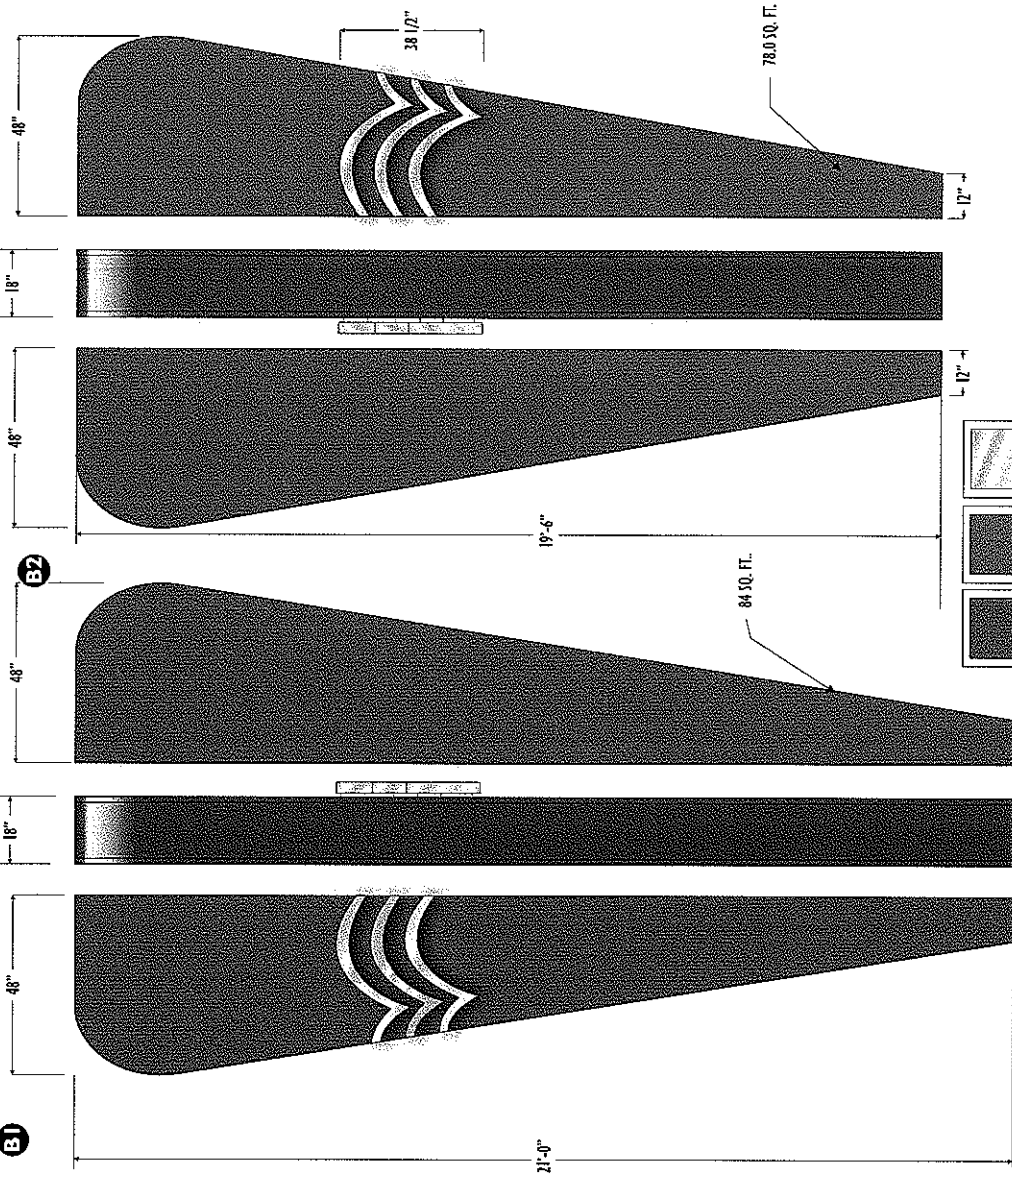 48"
38 1/2"
78.0 SQ. FT.
12"
18"
48"
12"
19'-6"
B2
48"
84 SQ. FT.
18"
48"
B1
21'-0"